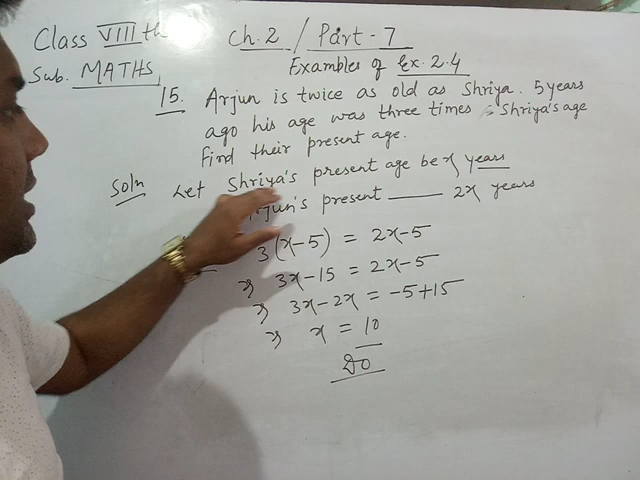 Class VIII th Ch.2 / Part - 7
Sub. MATHS Examples of Ex. 2.4
15. Arjun is twice as old as Shriya. 5 years
ago his age was three times Shriya's age
Find their present age.
Soln Let Shriya's present age be x years
Arjun's present —— 2x years
3(x-5) = 2x-5
⇒ 3x-15 = 2x-5
⇒ 3x-2x = -5+15
⇒ x = 10